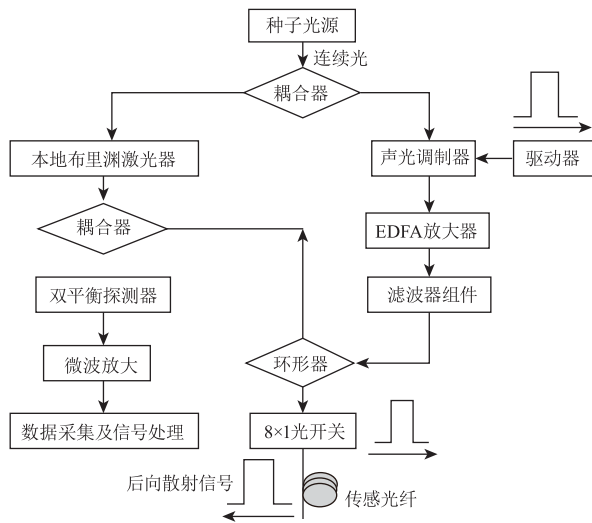 种子光源
连续光
耦合器
本地布里渊激光器
声光调制器
驱动器
耦合器
EDFA放大器
双平衡探测器
滤波器组件
微波放大
环形器
数据采集及信号处理
8×1光开关
后向散射信号
传感光纤